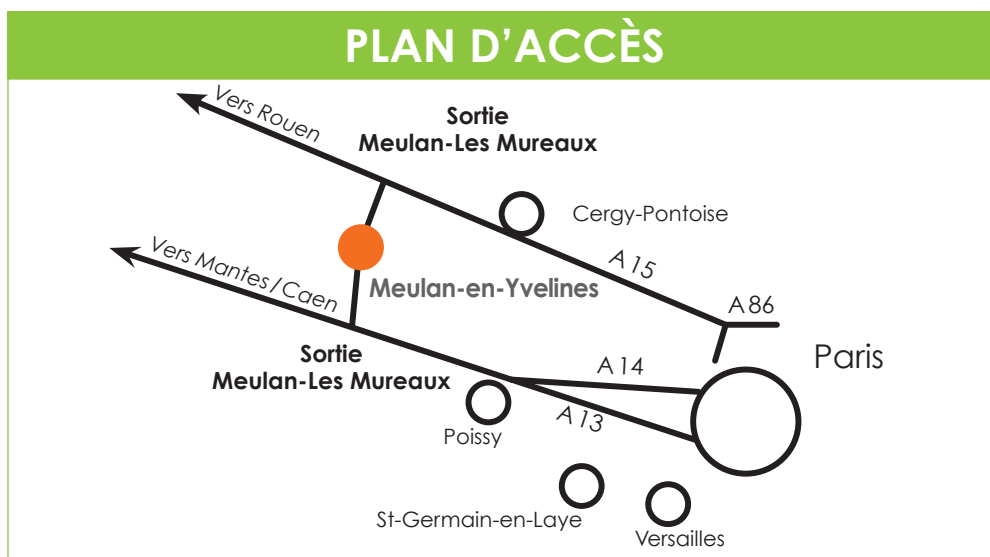 PLAN D'ACCÈS
Vers Rouen
Sortie
Meulan-Les Mureaux
Cergy-Pontoise
A 15
Vers Mantes/Caen
Meulan-en-Yvelines
A 86
Sortie
Meulan-Les Mureaux
A 14
Paris
Poissy
A 13
St-Germain-en-Laye
Versailles